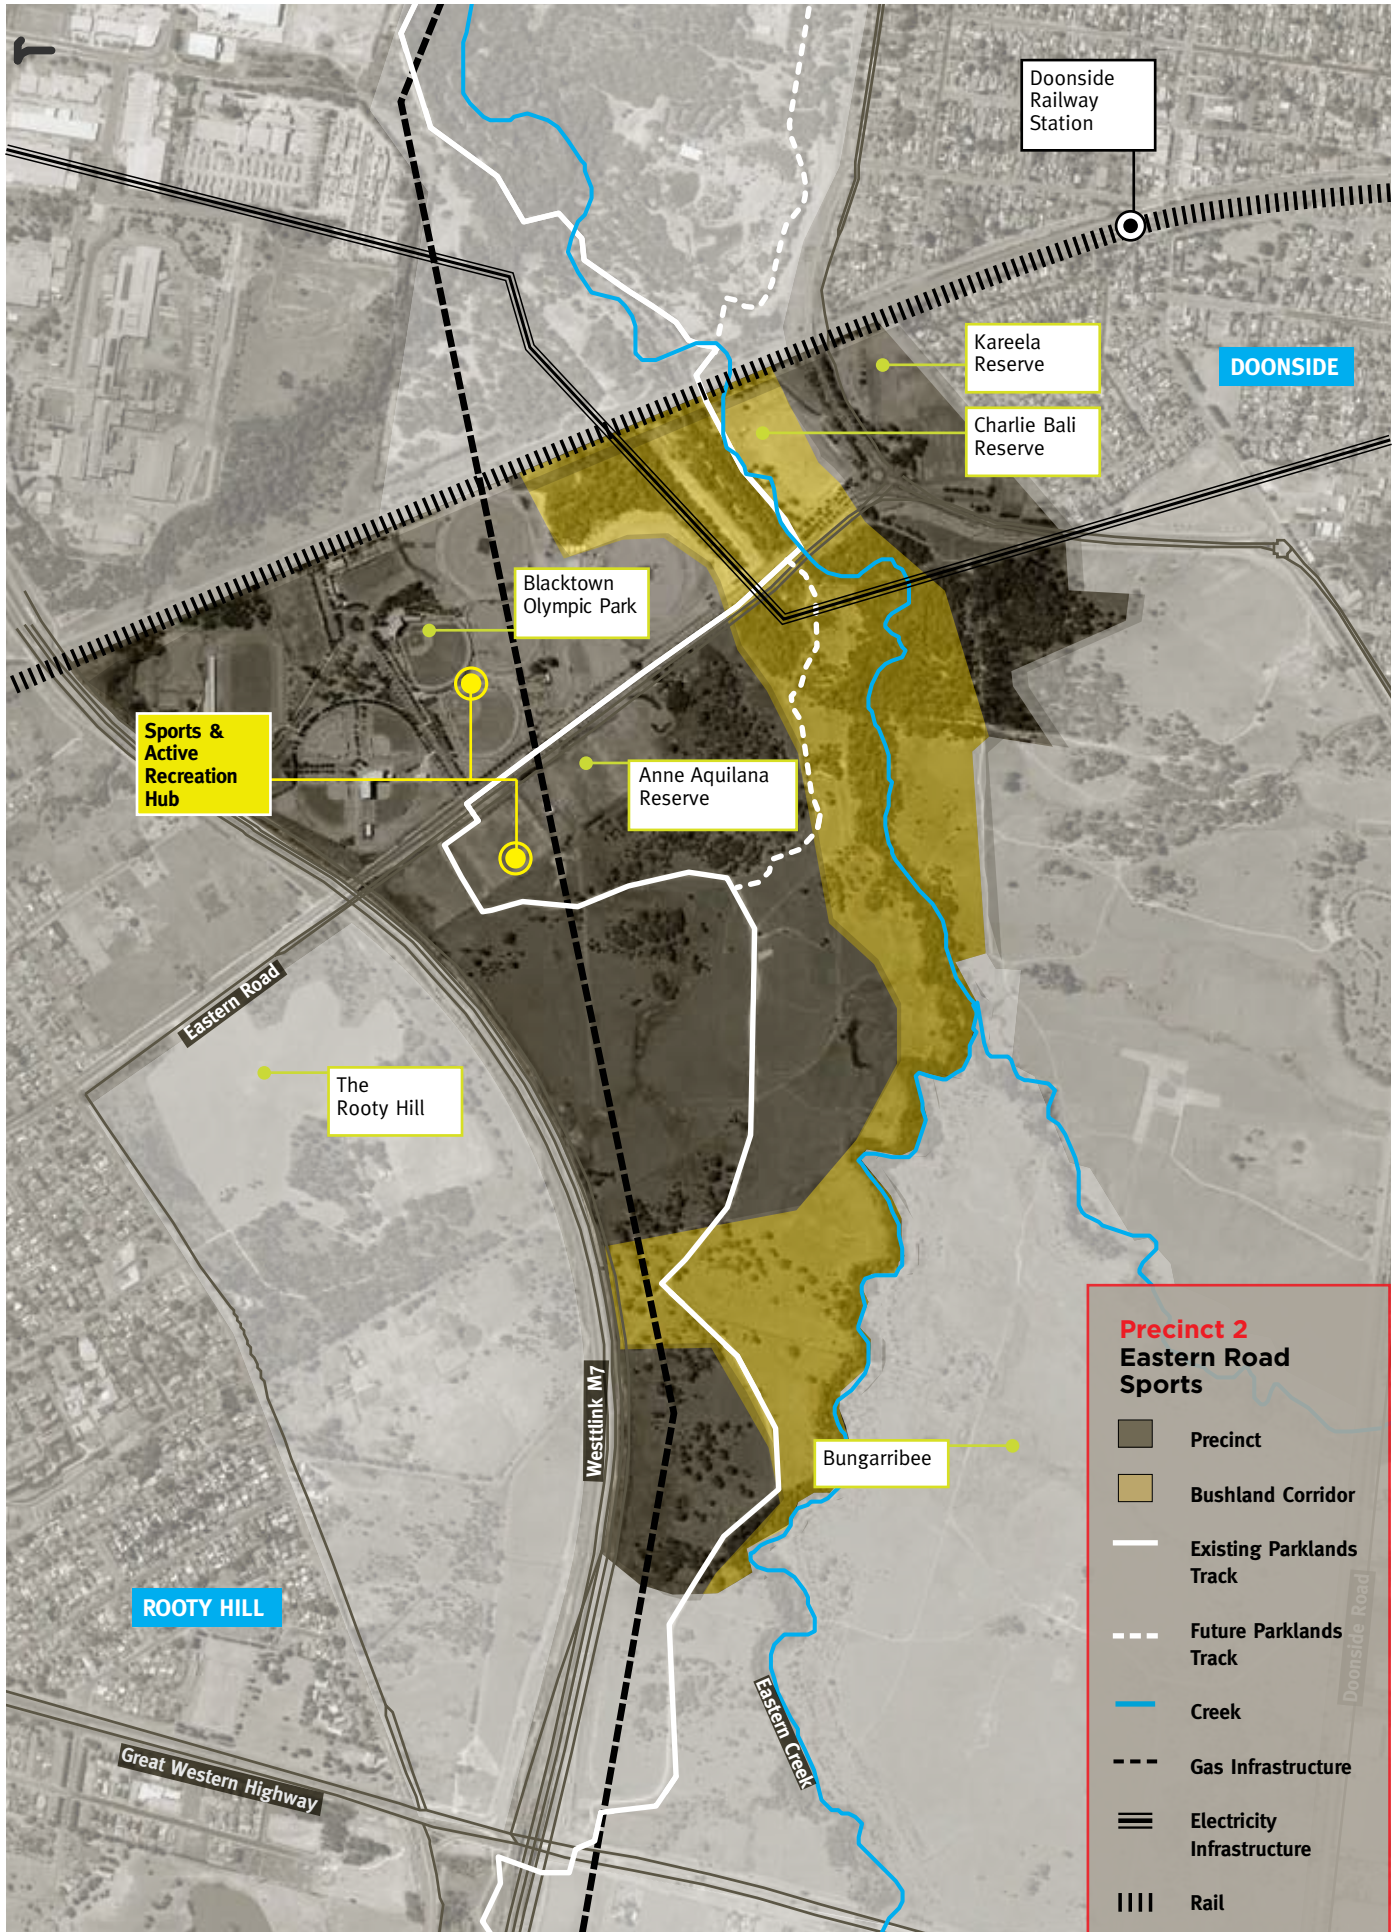 Doonside
Railway
Station
Kareela
Reserve
DOONSIDE
Charlie Bali
Reserve
Blacktown
Olympic Park
Sports &
Active
Recreation
Hub
Anne Aquilana
Reserve
Eastern Road
The
Rooty Hill
Westtlink M7
Bungarribee
ROOTY HILL
Eastern Creek
Great Western Highway
Doonside Road
Precinct 2
Eastern Road
Sports
Precinct
Bushland Corridor
Existing Parklands
Track
Future Parklands
Track
Creek
Gas Infrastructure
Electricity
Infrastructure
Rail